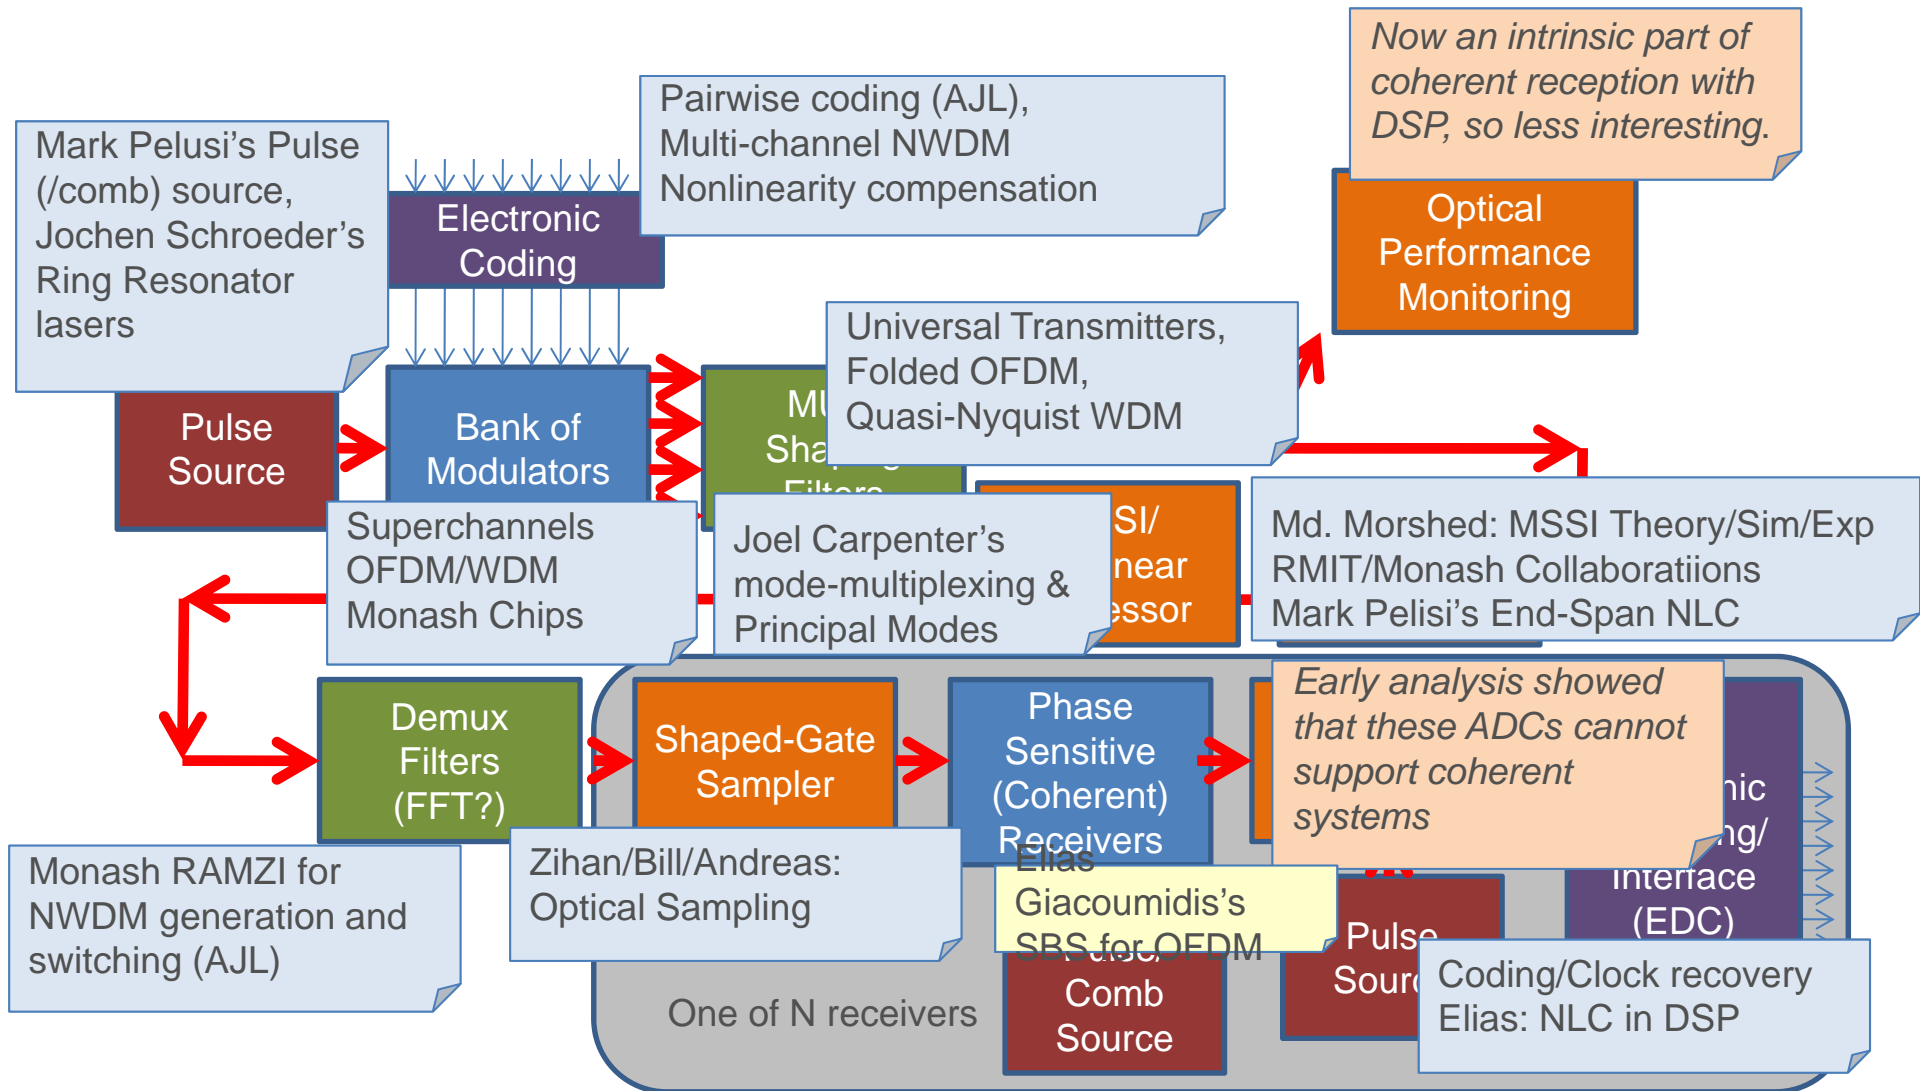 Now an intrinsic part of
coherent reception with
DSP, so less interesting.
Pairwise coding (AJL),
Multi-channel NWDM
Nonlinearity compensation
Mark Pelusi’s Pulse
(/comb) source,
Jochen Schroeder’s
Ring Resonator
lasers
Electronic
Coding
Optical
Performance
Monitoring
Universal Transmitters,
Folded OFDM,
Quasi-Nyquist WDM
Pulse
Source
Bank of
Modulators
Filters
Superchannels
OFDM/WDM
Monash Chips
Joel Carpenter’s
mode-multiplexing &
Principal Modes
Md. Morshed: MSSI Theory/Sim/Exp
RMIT/Monash Collaboratiions
Mark Pelisi’s End-Span NLC
Demux
Filters
(FFT?)
Shaped-Gate
Sampler
Phase
Sensitive
(Coherent)
Receivers
Early analysis showed
that these ADCs cannot
support coherent
systems
Interface
(EDC)
Monash RAMZI for
NWDM generation and
switching (AJL)
Zihan/Bill/Andreas:
Optical Sampling
Elias
Giacoumidis’s
SBS for OFDM
Comb
Source
Pulse
Coding/Clock recovery
Elias: NLC in DSP
One of N receivers